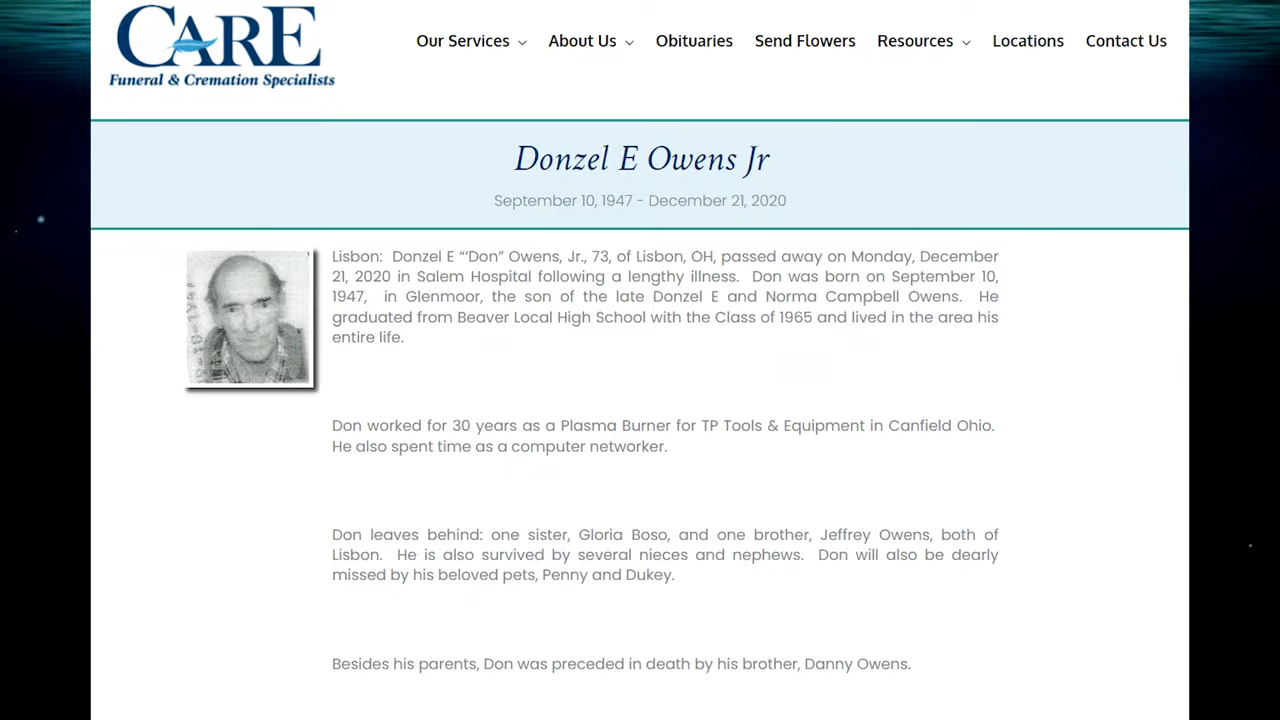 CARE
Funeral & Cremation Specialists
Our Services
About Us
Obituaries
Send Flowers
Resources
Locations
Contact Us
Donzel E Owens Jr
September 10, 1947 - December 21, 2020
Lisbon: Donzel E "'Don" Owens, Jr., 73, of Lisbon, OH, passed away on Monday, December
21, 2020 in Salem Hospital following a lengthy illness. Don was born on September 10,
1947, in Glenmoor, the son of the late Donzel E and Norma Campbell Owens. He
graduated from Beaver Local High School with the Class of 1965 and lived in the area his
entire life.
Don worked for 30 years as a Plasma Burner for TP Tools & Equipment in Canfield Ohio.
He also spent time as a computer networker.
Don leaves behind: one sister, Gloria Boso, and one brother, Jeffrey Owens, both of
Lisbon. He is also survived by several nieces and nephews. Don will also be dearly
missed by his beloved pets, Penny and Dukey.
Besides his parents, Don was preceded in death by his brother, Danny Owens.